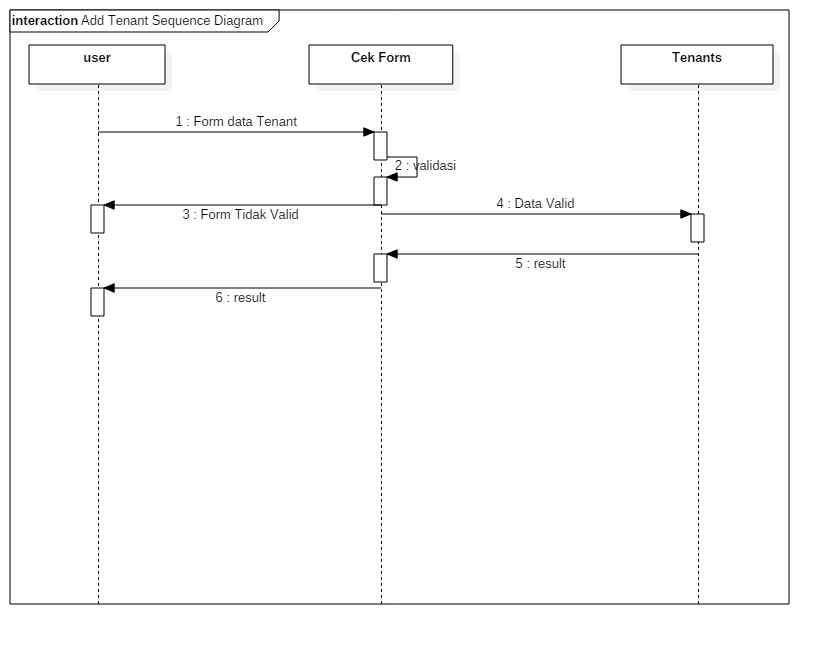 interaction Add Tenant Sequence Diagram
user
Cek Form
Tenants
1 : Form data Tenant
2 : validasi
3 : Form Tidak Valid
4 : Data Valid
5 : result
6 : result